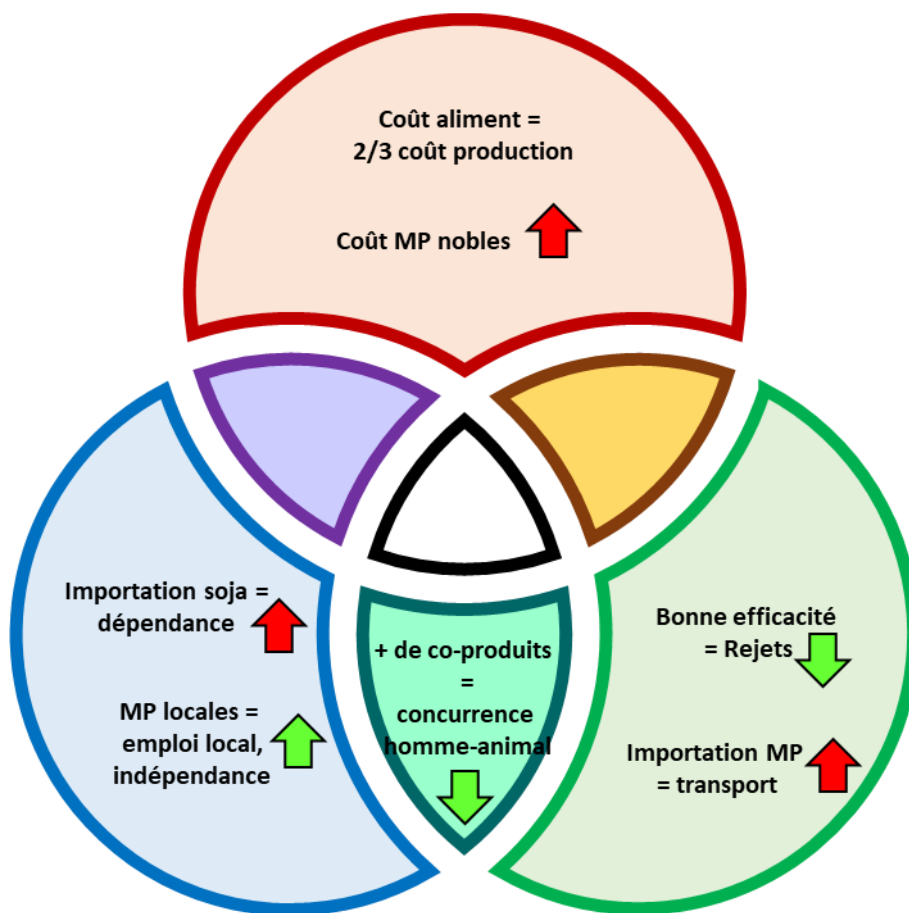 Coût aliment =
2/3 coût production
Coût MP nobles
Importation soja =
dépendance
MP locales =
emploi local,
indépendance
+ de co-produits
=
concurrence
homme-animal
Bonne efficacité
= Rejets
Importation MP
= transport